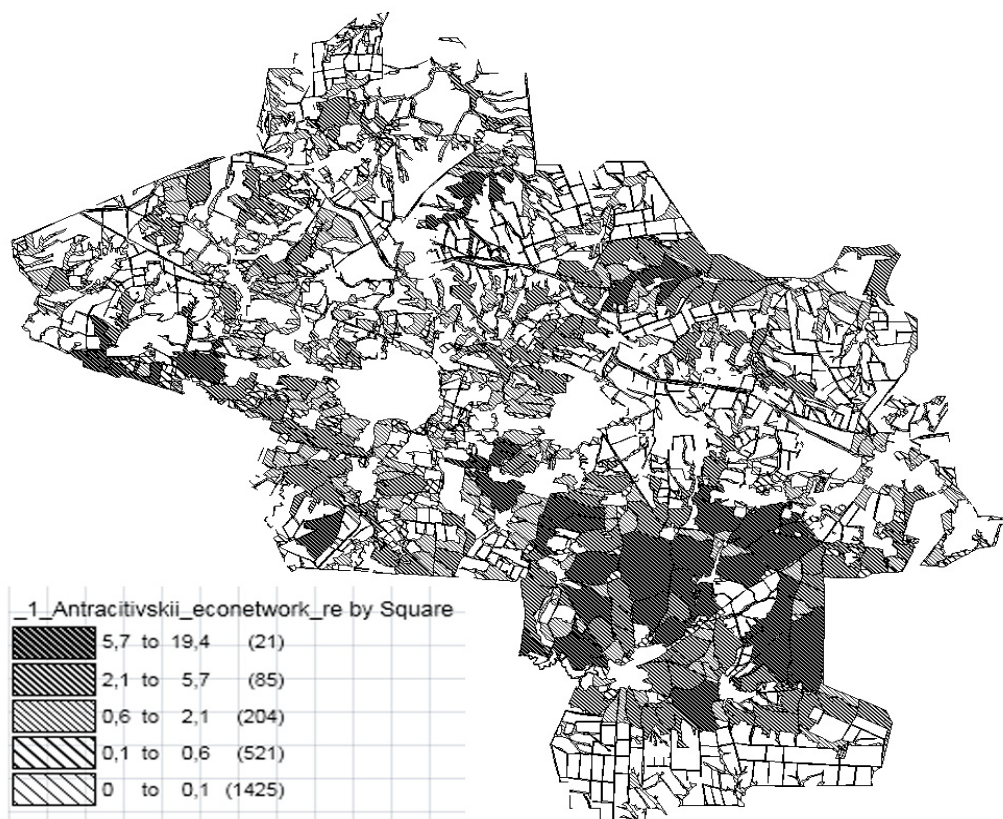 _1_Antracitivskii_econetwork_re by Square
5,7 to 19,4 (21)
2,1 to 5,7 (85)
0,6 to 2,1 (204)
0,1 to 0,6 (521)
0 to 0,1 (1425)